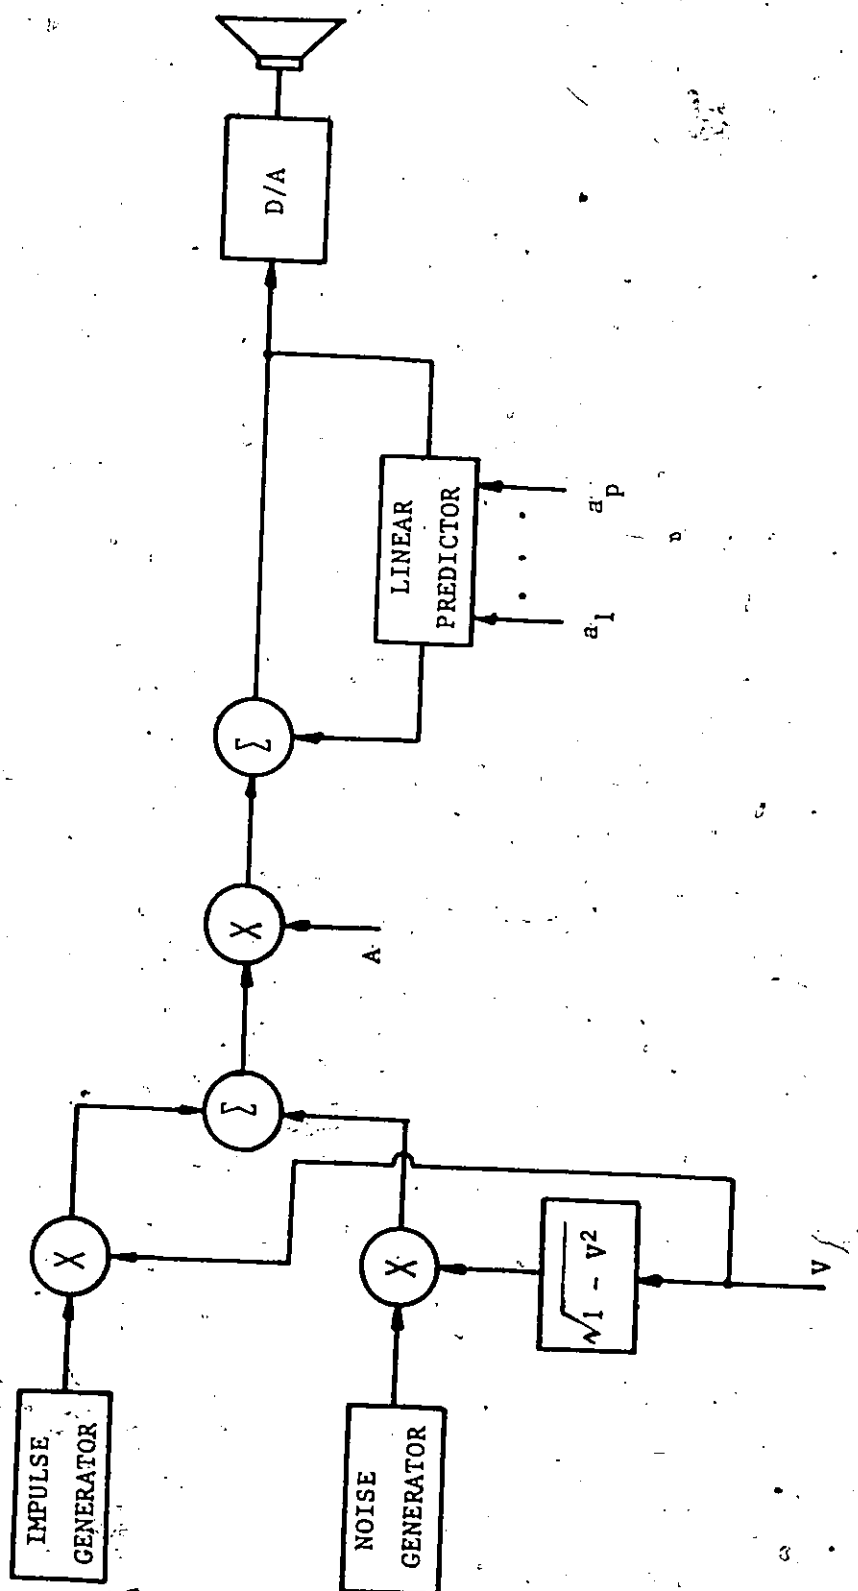 IMPULSE
GENERATOR
X
V
NOISE
GENERATOR
X
√1 - V²
Σ
X
A
Σ
LINEAR
PREDICTOR
a1
. . .
ap
D/A